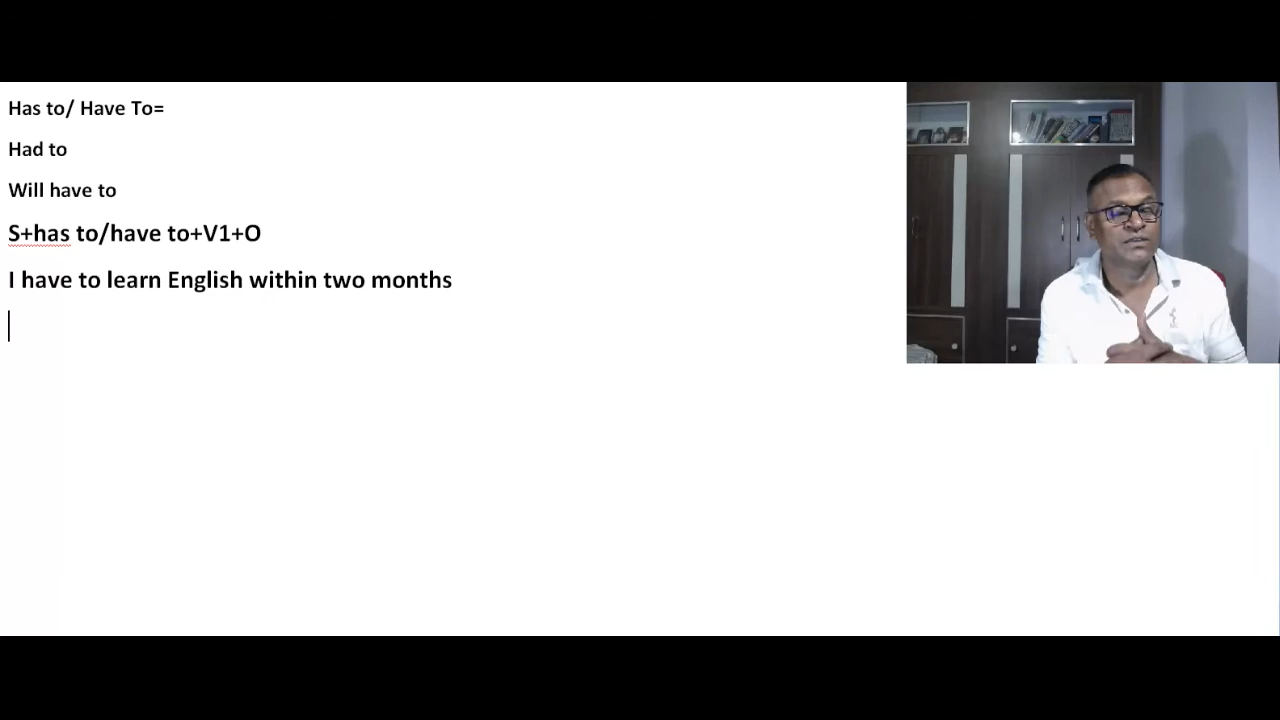 Has to/ Have To=
Had to
Will have to
S+has to/have to+V1+O
I have to learn English within two months